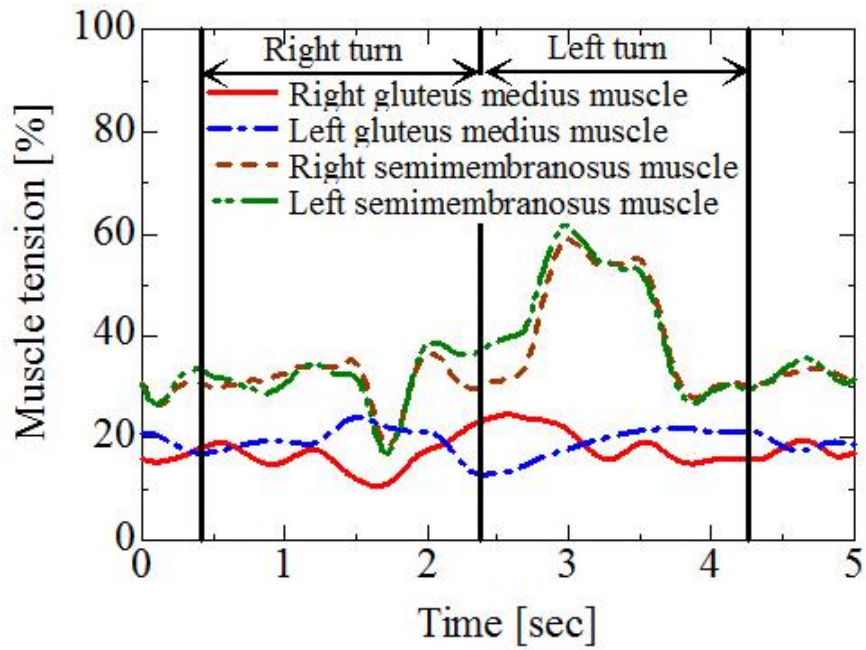 Muscle tension [%]
100
80
60
40
20
0
Right turn
Left turn
Right gluteus medius muscle
Left gluteus medius muscle
Right semimembranosus muscle
Left semimembranosus muscle
0 1 2 3 4 5
Time [sec]